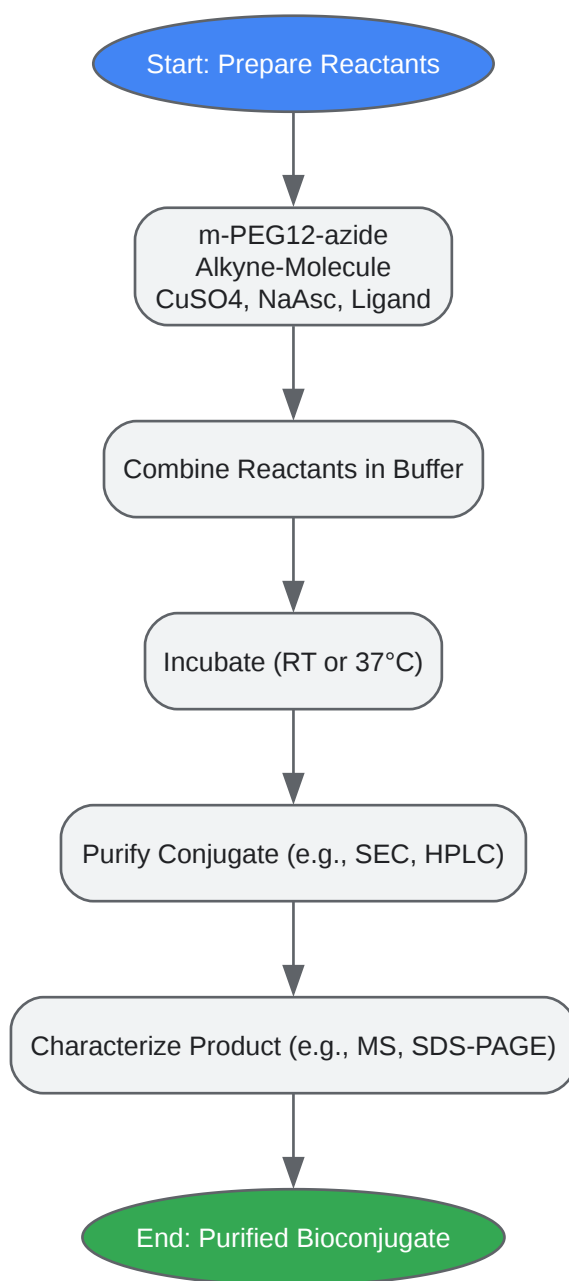 Start: Prepare Reactants
m-PEG12-azide
Alkyne-Molecule
CuSO4, NaAsc, Ligand
Combine Reactants in Buffer
Incubate (RT or 37°C)
Purify Conjugate (e.g., SEC, HPLC)
Characterize Product (e.g., MS, SDS-PAGE)
End: Purified Bioconjugate